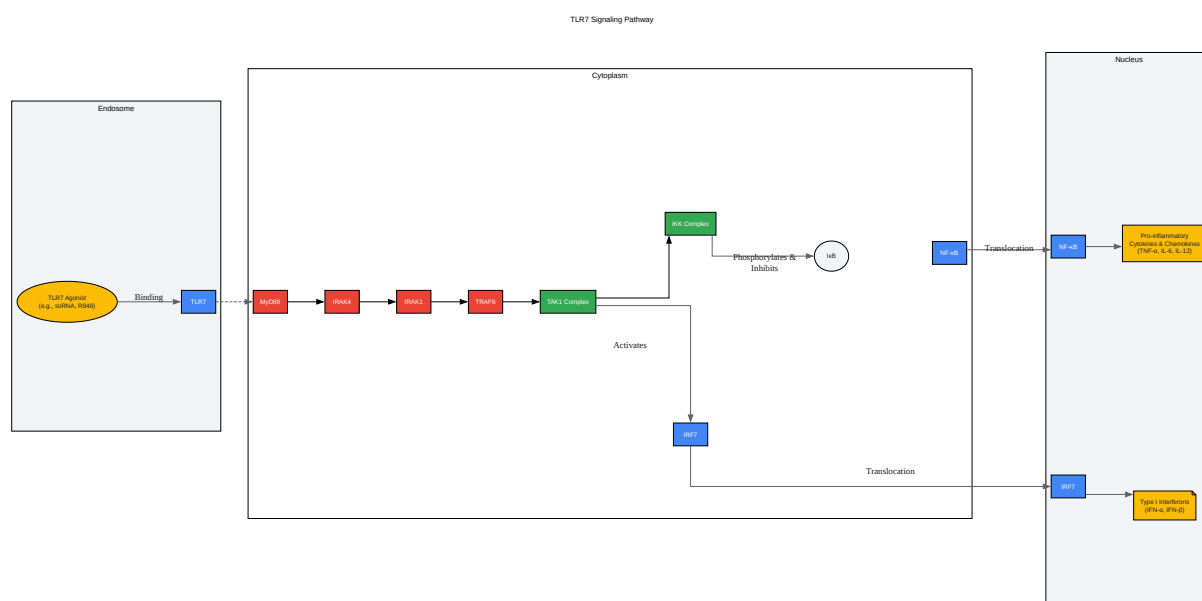 TLR7 Signaling Pathway
Endosome
Cytoplasm
Nucleus
TLR7 Agonist
(e.g., ssRNA, R848)
Binding
TLR7
MyD88
IRAK4
IRAK1
TRAF6
TAK1 Complex
IKK Complex
Phosphorylates &
Inhibits
IκB
NF-κB
Translocation
NF-κB
Pro-inflammatory
Cytokines & Chemokines
(TNF-α, IL-6, IL-12)
Activates
IRF7
Translocation
IRF7
Type I Interferons
(IFN-α, IFN-β)